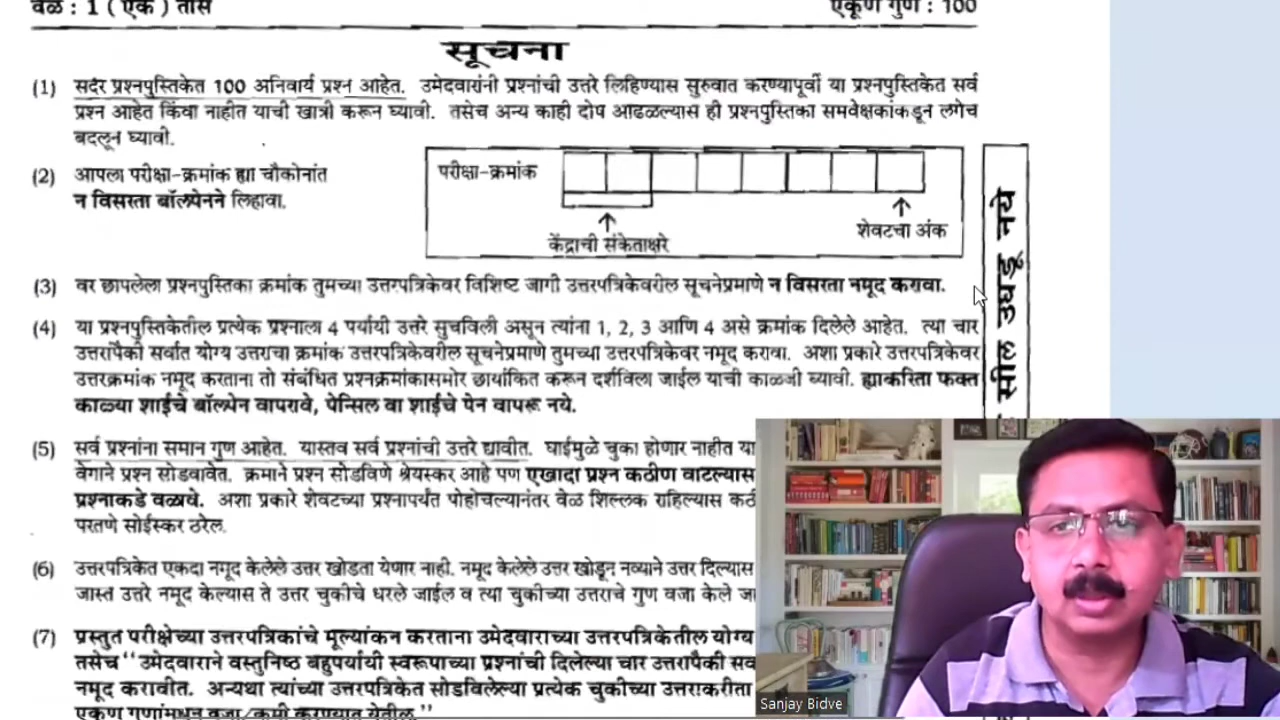 वेळ : 1 ( एक ) तास
एकूण गुण : 100
सूचना
(1) सदर प्रश्नपुस्तिकेत 100 अनिवार्य प्रश्न आहेत. उमेदवारांनी प्रश्नांची उत्तरे लिहिण्यास सुरुवात करण्यापूर्वी या प्रश्नपुस्तिकेत सर्व
प्रश्न आहेत किंवा नाहीत याची खात्री करून घ्यावी. तसेच अन्य काही दोष आढळल्यास ही प्रश्नपुस्तिका समवेक्षकांकडून लगेच
बदलून घ्यावी.
(2) आपला परीक्षा-क्रमांक ह्या चौकोनांत
न विसरता बॉलपेनने लिहावा.
परीक्षा-क्रमांक
केंद्राची संकेताक्षरे
शेवटचा अंक
(3) वर छापलेला प्रश्नपुस्तिका क्रमांक तुमच्या उत्तरपत्रिकेवर विशिष्ट जागी उत्तरपत्रिकेवरील सूचनेप्रमाणे न विसरता नमूद करावा.
(4) या प्रश्नपुस्तिकेतील प्रत्येक प्रश्नाला 4 पर्यायी उत्तरे सुचविली असून त्यांना 1, 2, 3 आणि 4 असे क्रमांक दिलेले आहेत. त्या चार
उत्तरांपैकी सर्वात योग्य उत्तराचा क्रमांक उत्तरपत्रिकेवरील सूचनेप्रमाणे तुमच्या उत्तरपत्रिकेवर नमूद करावा. अशा प्रकारे उत्तरपत्रिकेवर
उत्तरक्रमांक नमूद करताना तो संबंधित प्रश्नक्रमांकासमोर छायांकित करून दर्शविला जाईल याची काळजी घ्यावी. ह्याकरिता फक्त
काळ्या शाईचे बॉलपेन वापरावे, पेन्सिल वा शाईचे पेन वापरू नये.
(5) सर्व प्रश्नांना समान गुण आहेत. यास्तव सर्व प्रश्नांची उत्तरे द्यावीत. घाईमुळे चुका होणार नाहीत या
वेगाने प्रश्न सोडवावेत. क्रमाने प्रश्न सोडविणे श्रेयस्कर आहे पण एखादा प्रश्न कठीण वाटल्यास
प्रश्नाकडे वळावे. अशा प्रकारे शेवटच्या प्रश्नापर्यंत पोहोचल्यानंतर वेळ शिल्लक राहिल्यास कठी
परतणे सोईस्कर ठरेल.
(6) उत्तरपत्रिकेत एकदा नमूद केलेले उत्तर खोडता येणार नाही. नमूद केलेले उत्तर खोडून नव्याने उत्तर दिल्यास
जास्त उत्तरे नमूद केल्यास ते उत्तर चुकीचे धरले जाईल व त्या चुकीच्या उत्तराचे गुण वजा केले जा
(7) प्रस्तुत परीक्षेच्या उत्तरपत्रिकांचे मूल्यांकन करताना उमेदवाराच्या उत्तरपत्रिकेतील योग्य
तसेच “उमेदवाराने वस्तुनिष्ठ बहुपर्यायी स्वरूपाच्या प्रश्नांची दिलेल्या चार उत्तरांपैकी सर्व
नमूद करावीत. अन्यथा त्यांच्या उत्तरपत्रिकेत सोडविलेल्या प्रत्येक चुकीच्या उत्तराकरीता
एकूण गुणांमधून वजा/कमी करण्यात येतील.”
सील उघडू नये
Sanjay Bidve